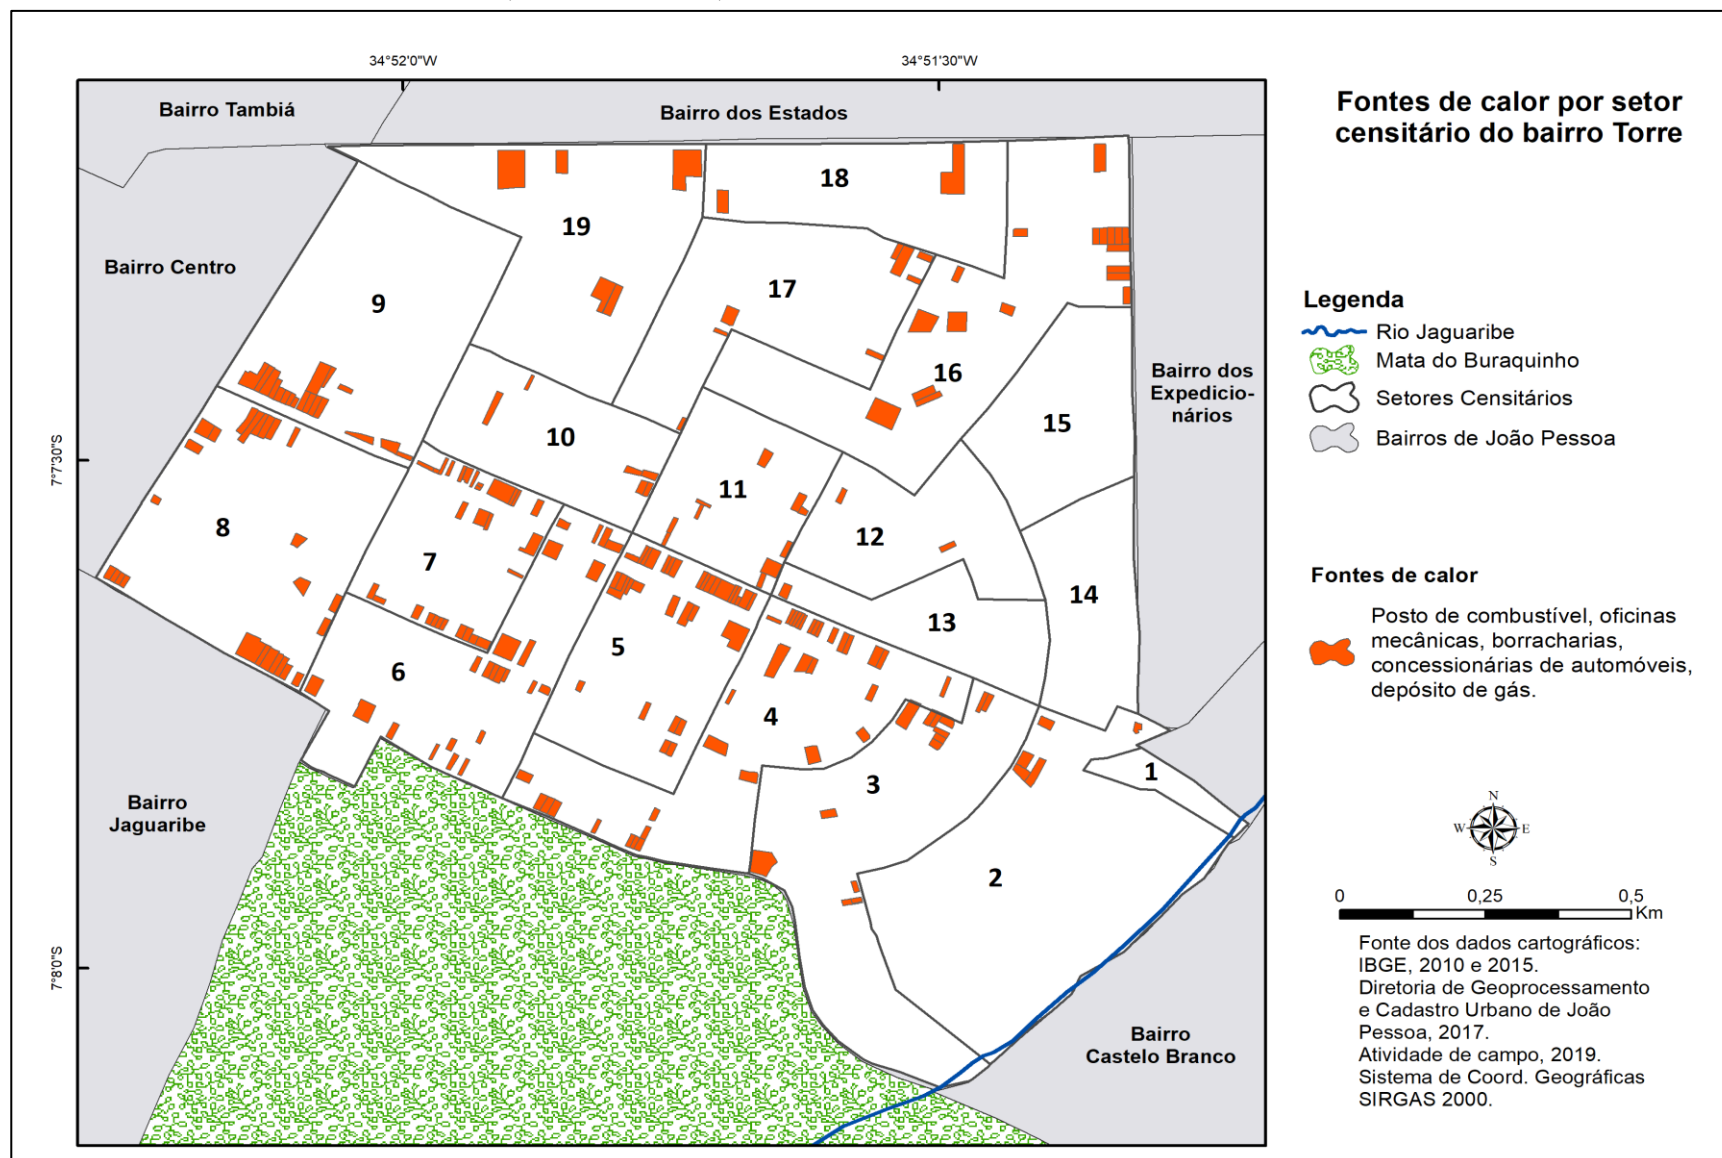 34°52'0"W
34°51'30"W
7°7'30"S
7°8'0"S
Bairro Tambiá
Bairro dos Estados
Bairro Centro
Bairro dos
Expedicio-
nários
Bairro
Jaguaribe
Bairro
Castelo Branco
18
19
17
9
16
15
10
11
12
8
7
14
13
5
6
4
3
1
2
Fontes de calor por setor
censitário do bairro Torre
Legenda
Rio Jaguaribe
Mata do Buraquinho
Setores Censitários
Bairros de João Pessoa
Fontes de calor
Posto de combustível, oficinas
mecânicas, borracharias,
concessionárias de automóveis,
depósito de gás.
N
W E
S
0 0,25 0,5
Km
Fonte dos dados cartográficos:
IBGE, 2010 e 2015.
Diretoria de Geoprocessamento
e Cadastro Urbano de João
Pessoa, 2017.
Atividade de campo, 2019.
Sistema de Coord. Geográficas
SIRGAS 2000.